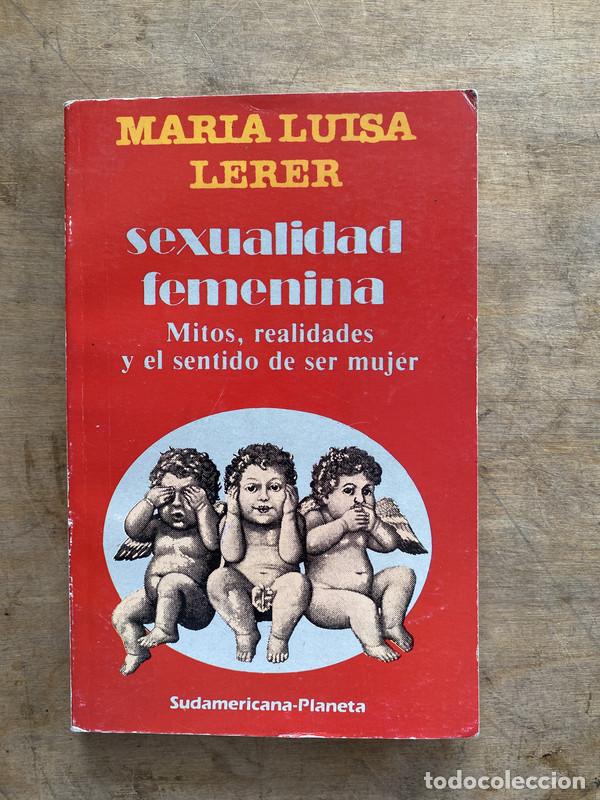 MARIA LUISA
LERER
sexualidad
femenina
Mitos, realidades
y el sentido de ser mujer
Sudamericana-Planeta
todocoleccion